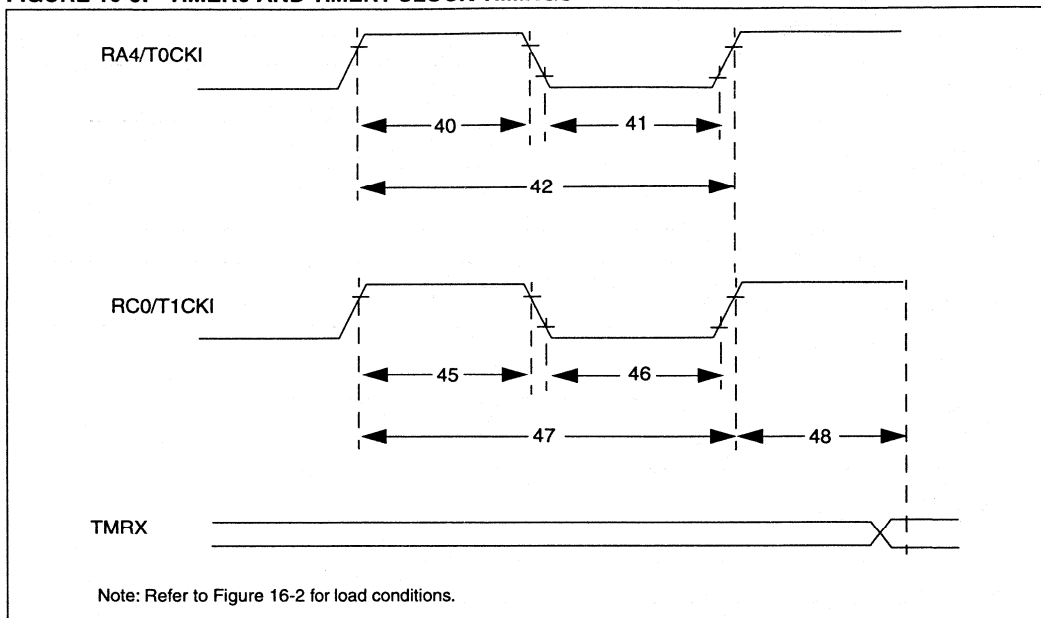 RA4/T0CKI
40
41
42
RC0/T1CKI
45
46
47
48
TMRX
Note: Refer to Figure 16-2 for load conditions.